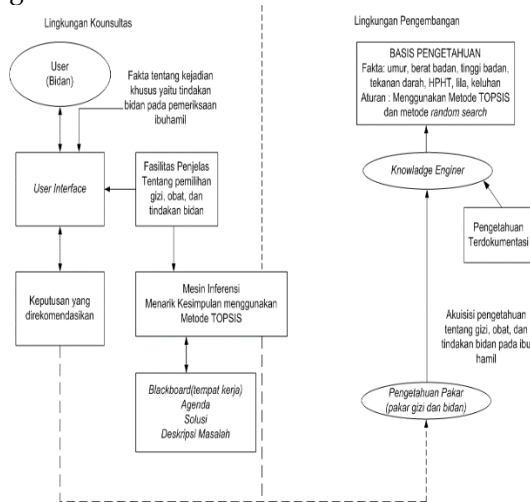 Lingkungan Kounsultas
User
(Bidan)
Fakta tentang kejadian
khusus yaitu tindakan
bidan pada pemeriksaan
ibuhamil
User Interface
Fasilitas Penjelas
Tentang pemilihan
gizi, obat, dan
tindakan bidan
Keputusan yang
direkomendasikan
Mesin Inferensi
Menarik Kesimpulan menggunakan
Metode TOPSIS
Blackboard(tempat kerja)
Agenda
Solusi
Deskripsi Masalah
Lingkungan Pengembangan
BASIS PENGETAHUAN
Fakta: umur, berat badan, tinggi badan,
tekanan darah, HPHT, lila, keluhan
Aturan : Menggunakan Metode TOPSIS
dan metode random search
Knowladge Enginer
Pengetahuan
Terdokumentasi
Akuisisi pengetahuan
tentang gizi, obat, dan
tindakan bidan pada ibu
hamil
Pengetahuan Pakar
(pakar gizi dan bidan)